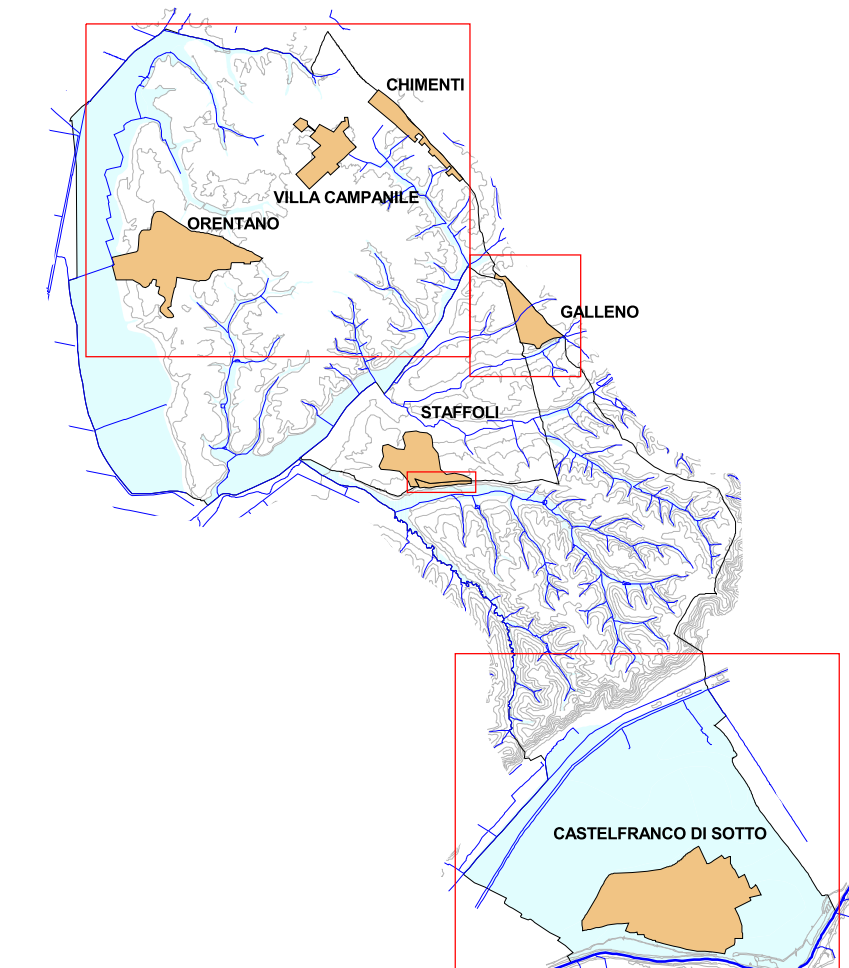 CHIMENTI
VILLA CAMPANILE
ORENTANO
GALLENO
STAFFOLI
CASTELFRANCO DI SOTTO